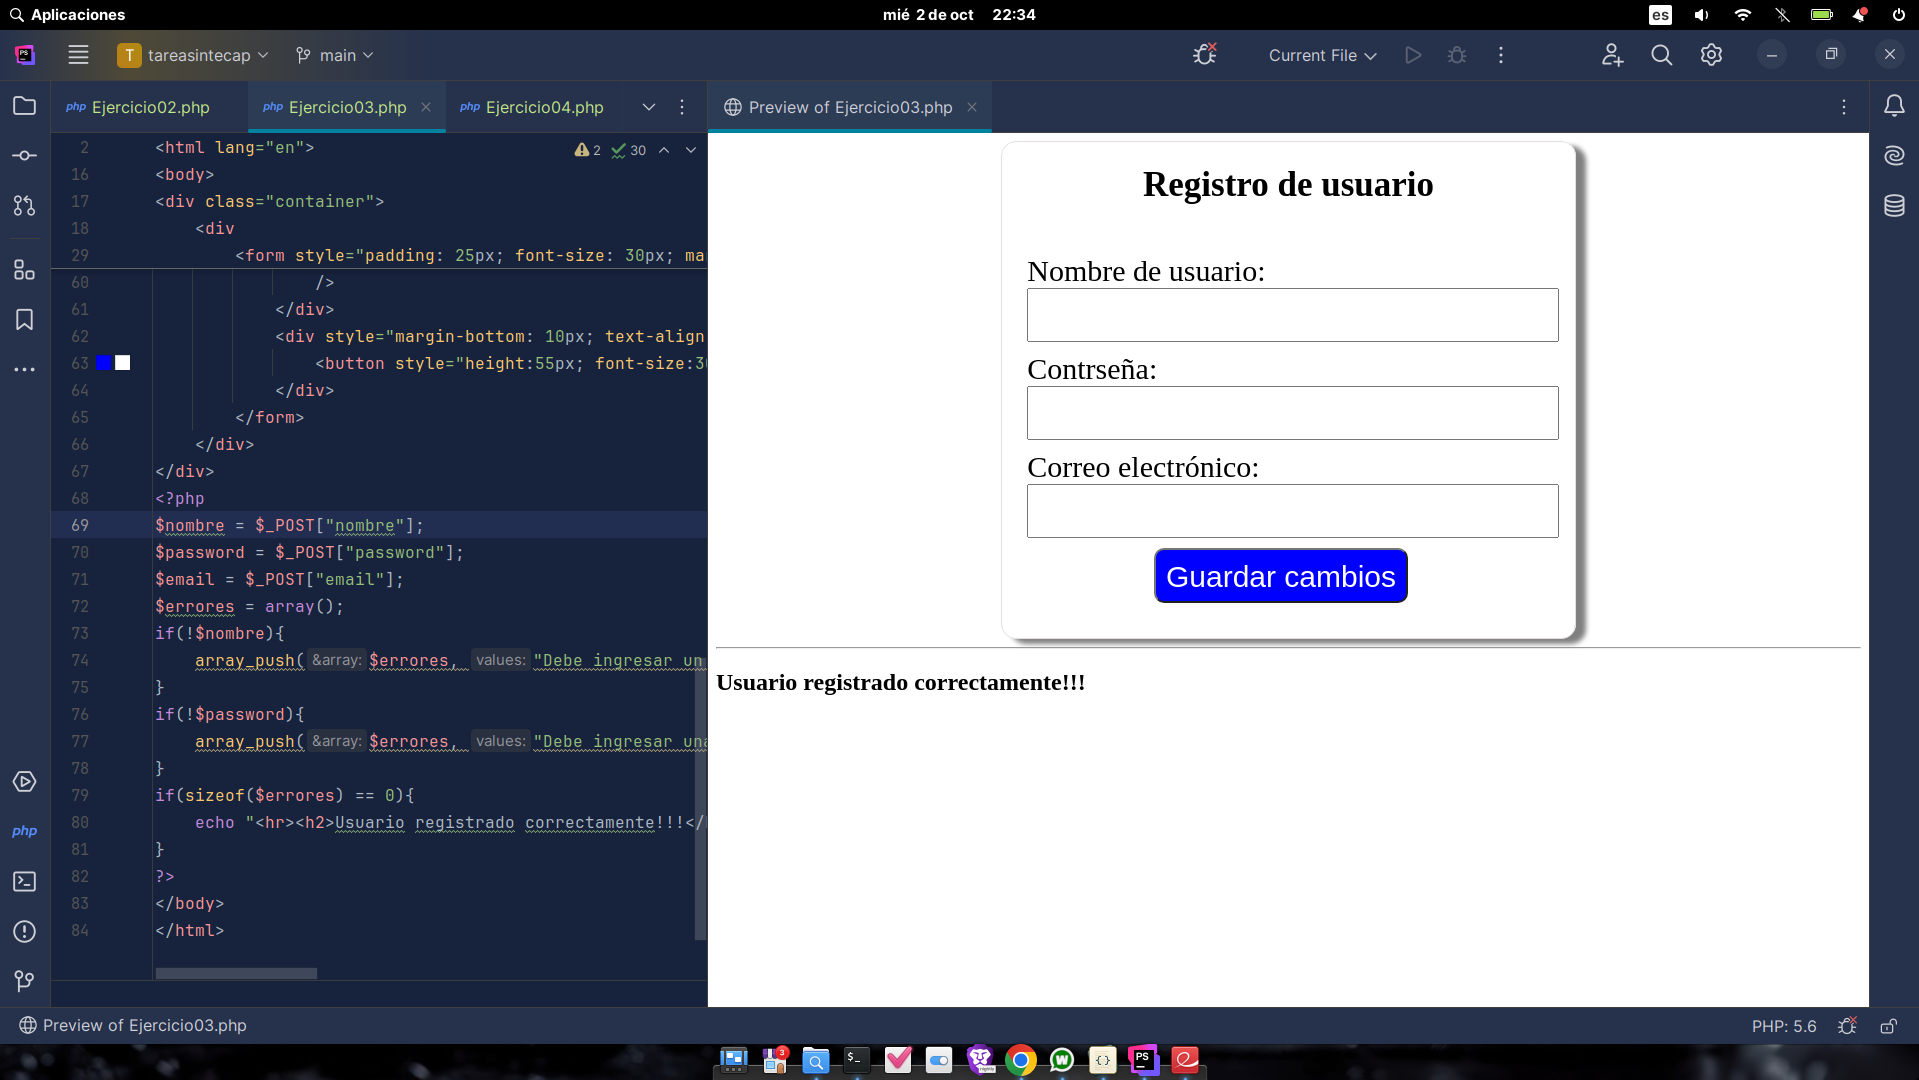 Aplicaciones
mié 2 de oct 22:34
es
PS
T tareasintecap
main
Current File
php Ejercicio02.php
php Ejercicio03.php
php Ejercicio04.php
Preview of Ejercicio03.php
2 <html lang="en">
2 30
16 <body>
17 <div class="container">
18 <div
29 <form style="padding: 25px; font-size: 30px; ma
60 />
61 </div>
62 <div style="margin-bottom: 10px; text-align
63 <button style="height:55px; font-size:30
64 </div>
65 </form>
66 </div>
67 </div>
68 <?php
69 $nombre = $_POST["nombre"];
70 $password = $_POST["password"];
71 $email = $_POST["email"];
72 $errores = array();
73 if(!$nombre){
74 array_push( &array: $errores, values: "Debe ingresar un
75 }
76 if(!$password){
77 array_push( &array: $errores, values: "Debe ingresar una
78 }
79 if(sizeof($errores) == 0){
80 echo "<hr><h2>Usuario registrado correctamente!!!</
81 }
82 ?>
83 </body>
84 </html>
php
Registro de usuario
Nombre de usuario:
Contrseña:
Correo electrónico:
Guardar cambios
Usuario registrado correctamente!!!
Preview of Ejercicio03.php
PHP: 5.6
3
PS